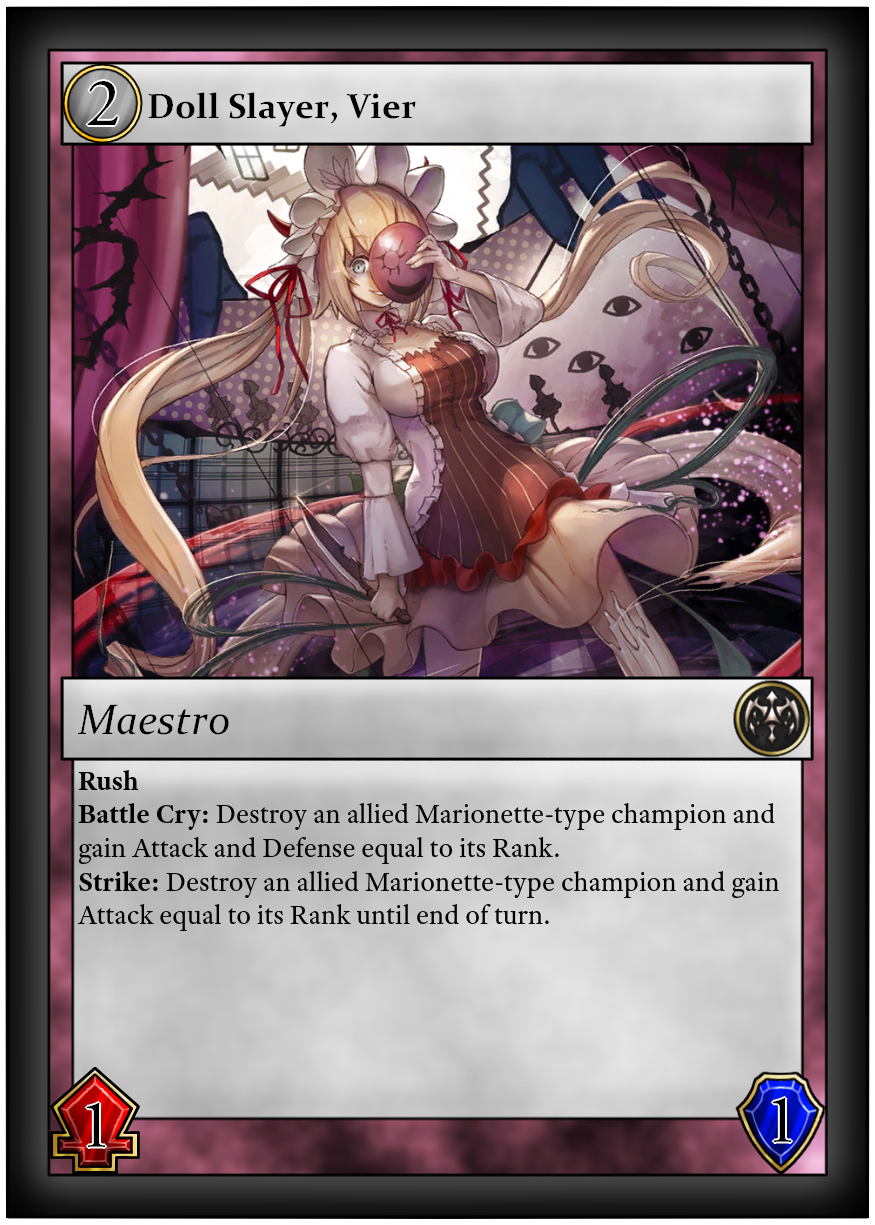 2 Doll Slayer, Vier
Maestro
Rush
Battle Cry: Destroy an allied Marionette-type champion and
gain Attack and Defense equal to its Rank.
Strike: Destroy an allied Marionette-type champion and gain
Attack equal to its Rank until end of turn.
1 1